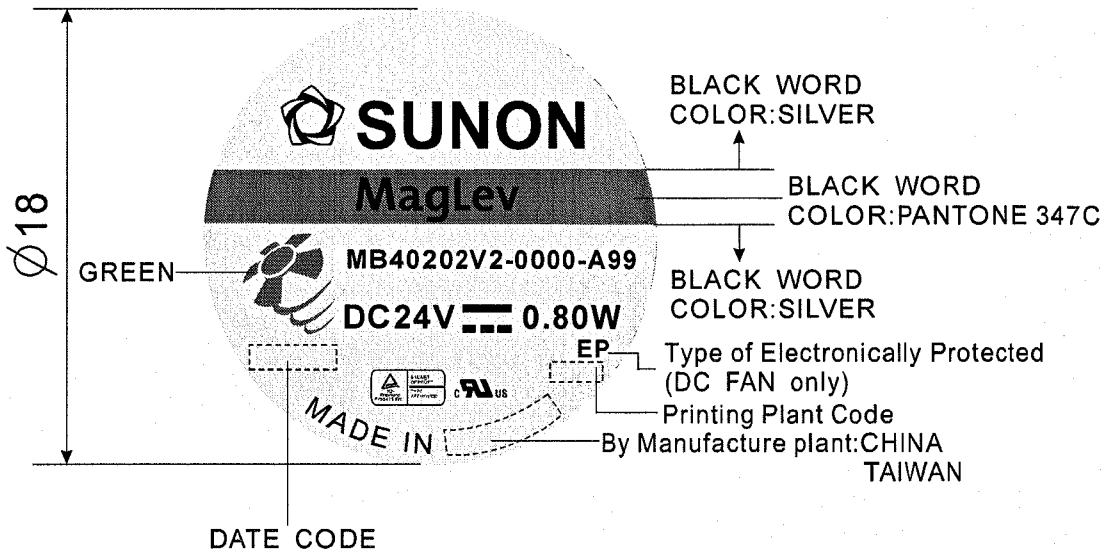 BLACK WORD
COLOR:SILVER
SUNON
BLACK WORD
COLOR:PANTONE 347C
MagLev
Ø18
GREEN
MB40202V2-0000-A99
BLACK WORD
COLOR:SILVER
DC24V 0.80W
EP
Type of Electronically Protected
(DC FAN only)
c RU US
Printing Plant Code
MADE IN
By Manufacture plant:CHINA
TAIWAN
DATE CODE